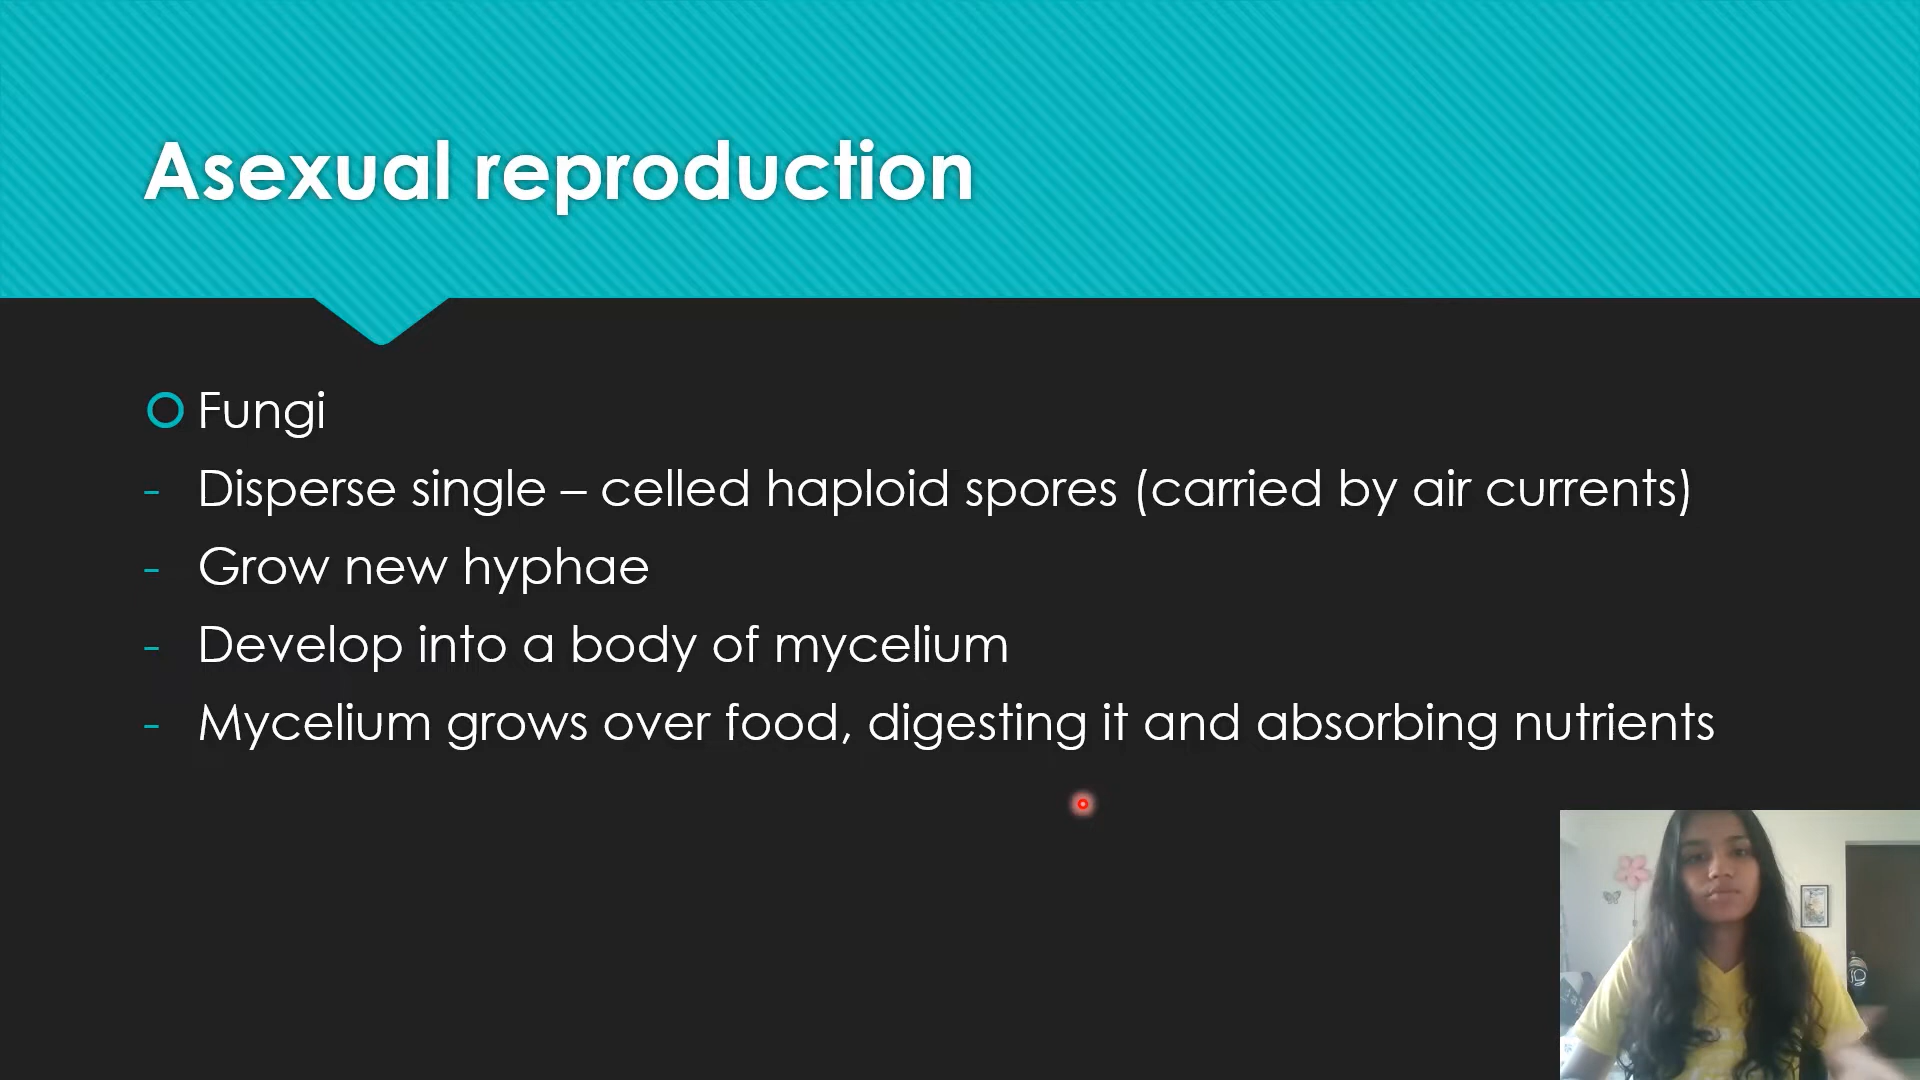 Asexual reproduction
Fungi
- Disperse single – celled haploid spores (carried by air currents)
- Grow new hyphae
- Develop into a body of mycelium
- Mycelium grows over food, digesting it and absorbing nutrients